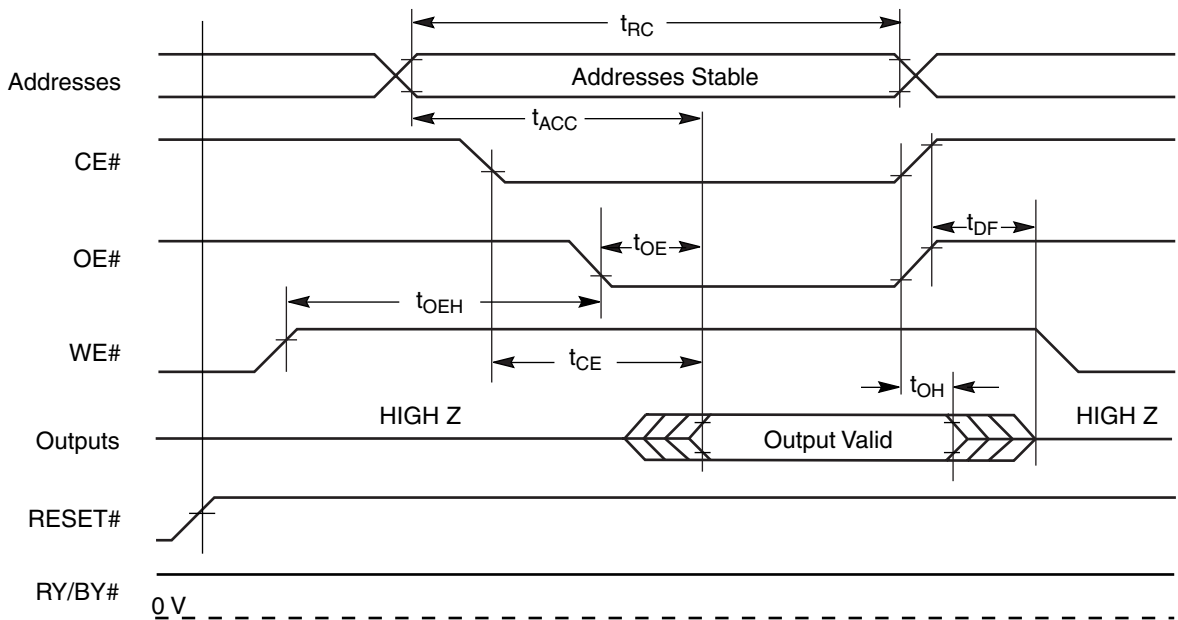 tRC
Addresses
Addresses Stable
tACC
CE#
tDF
tOE
OE#
tOEH
WE#
tCE
tOH
HIGH Z
HIGH Z
Outputs
Output Valid
RESET#
RY/BY#
0 V